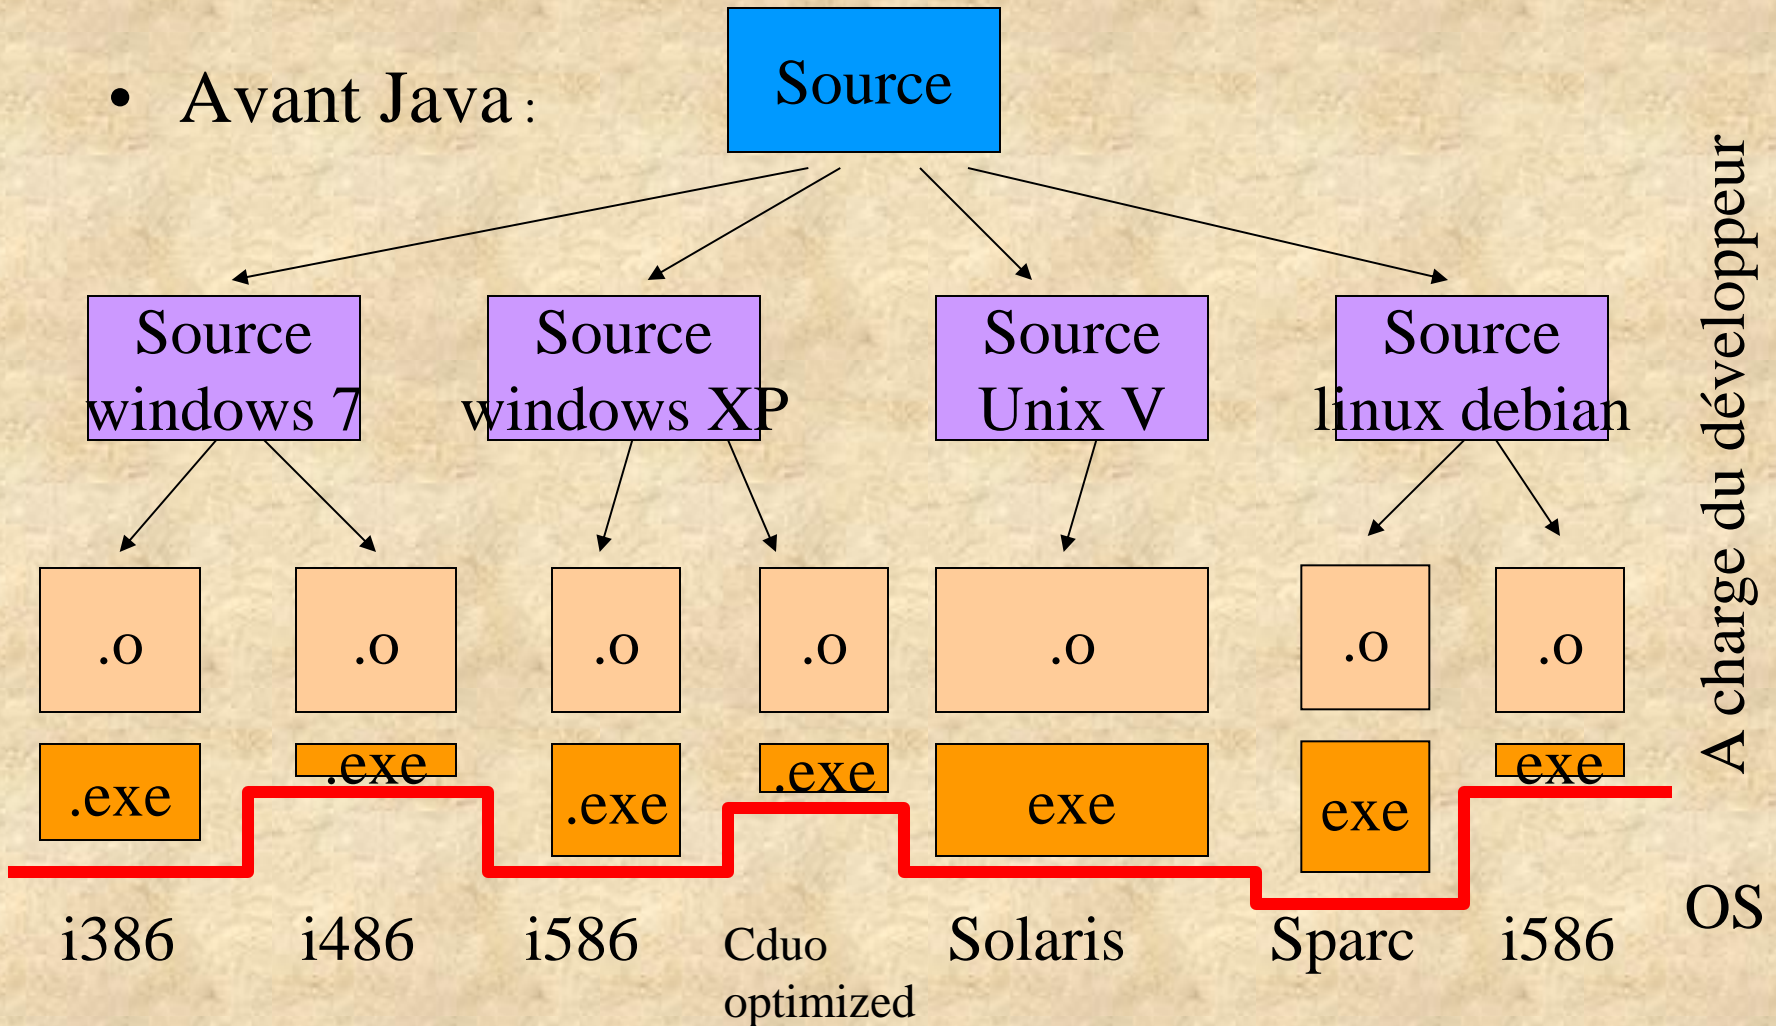 • Avant Java :
Source
Source
windows 7
Source
windows XP
Source
Unix V
Source
linux debian
.o
.o
.o
.o
.o
.o
.o
.exe
.exe
.exe
.exe
exe
exe
exe
i386
i486
i586
Cduo
optimized
Solaris
Sparc
i586
OS
A charge du développeur